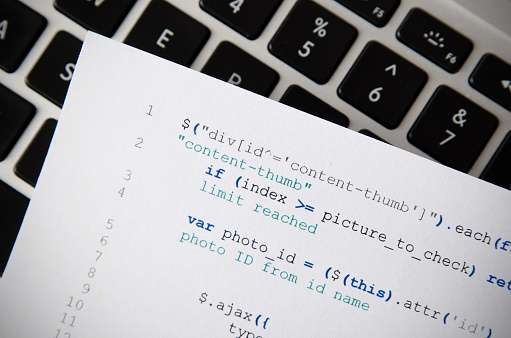 W
E
%
5
^
6
F5
F6
&
7
A
S
D
R
1
$("div[id^='content-thumb']").each(f
2
"content-thumb"
3
if (index >= picture_to_check) ret
4
limit reached
5
var photo_id = ($(this).attr('id')
6
photo ID from id name
7
8
$.ajax({
9
type
10
11
12